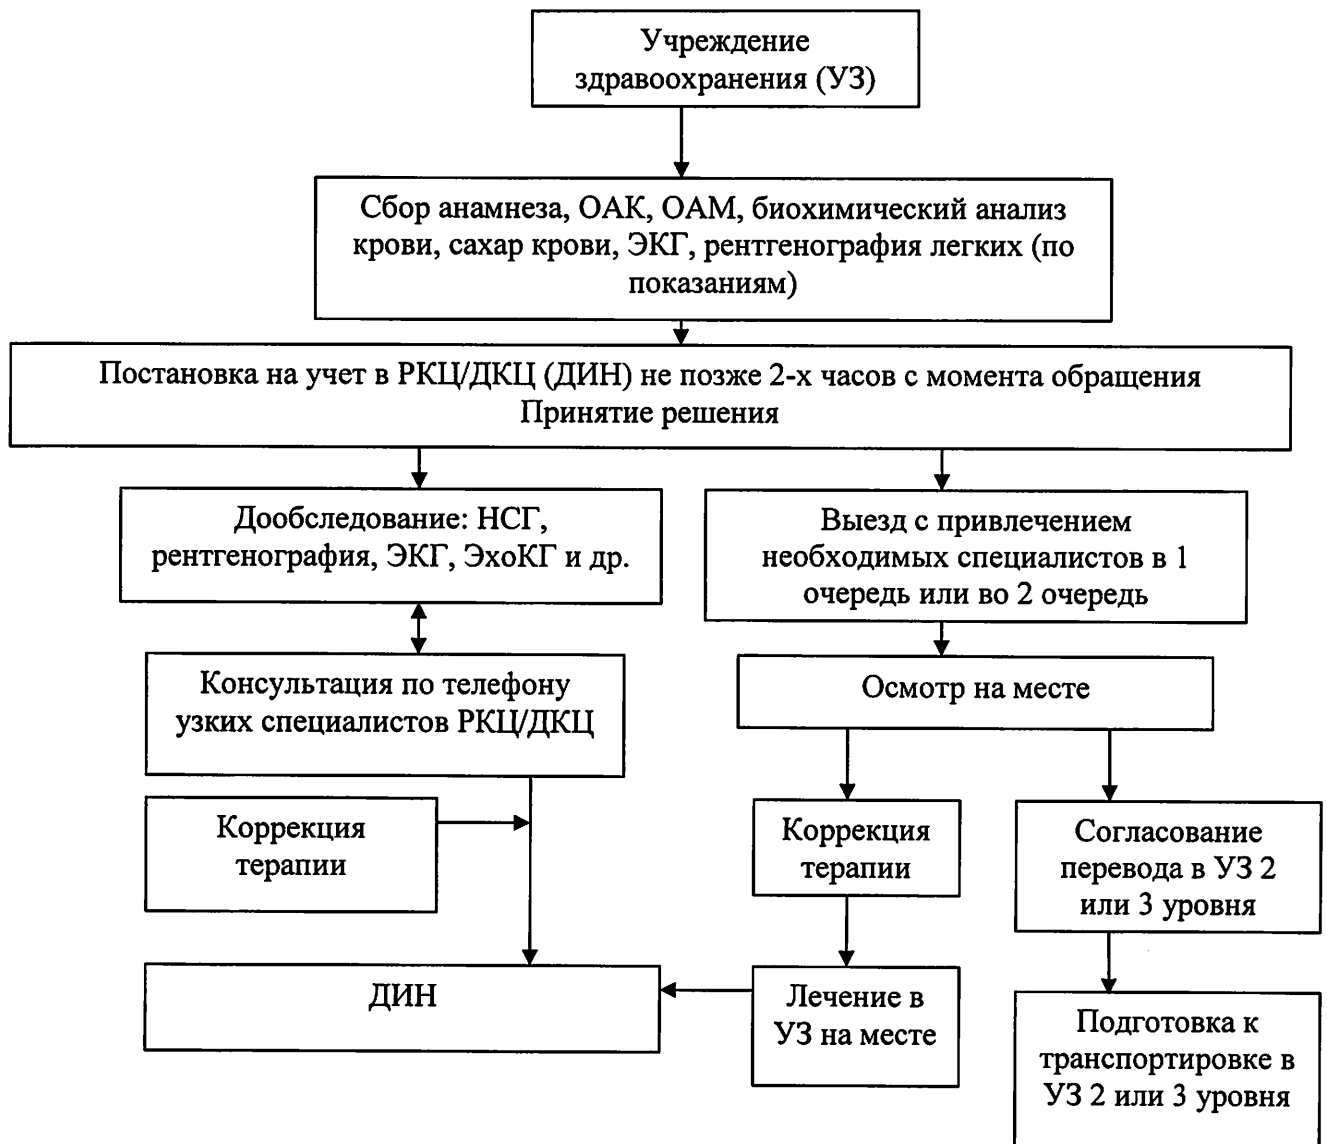 Учреждение
здравоохранения (УЗ)
Сбор анамнеза, ОАК, ОАМ, биохимический анализ
крови, сахар крови, ЭКГ, рентгенография легких (по
показаниям)
Постановка на учет в РКЦ/ДКЦ (ДИН) не позже 2-х часов с момента обращения
Принятие решения
Дообследование: НСГ,
рентгенография, ЭКГ, ЭхоКГ и др.
Выезд с привлечением
необходимых специалистов в 1
очередь или во 2 очередь
Консультация по телефону
узких специалистов РКЦ/ДКЦ
Осмотр на месте
Коррекция
терапии
Коррекция
терапии
Согласование
перевода в УЗ 2
или 3 уровня
ДИН
Лечение в
УЗ на месте
Подготовка к
транспортировке в
УЗ 2 или 3 уровня